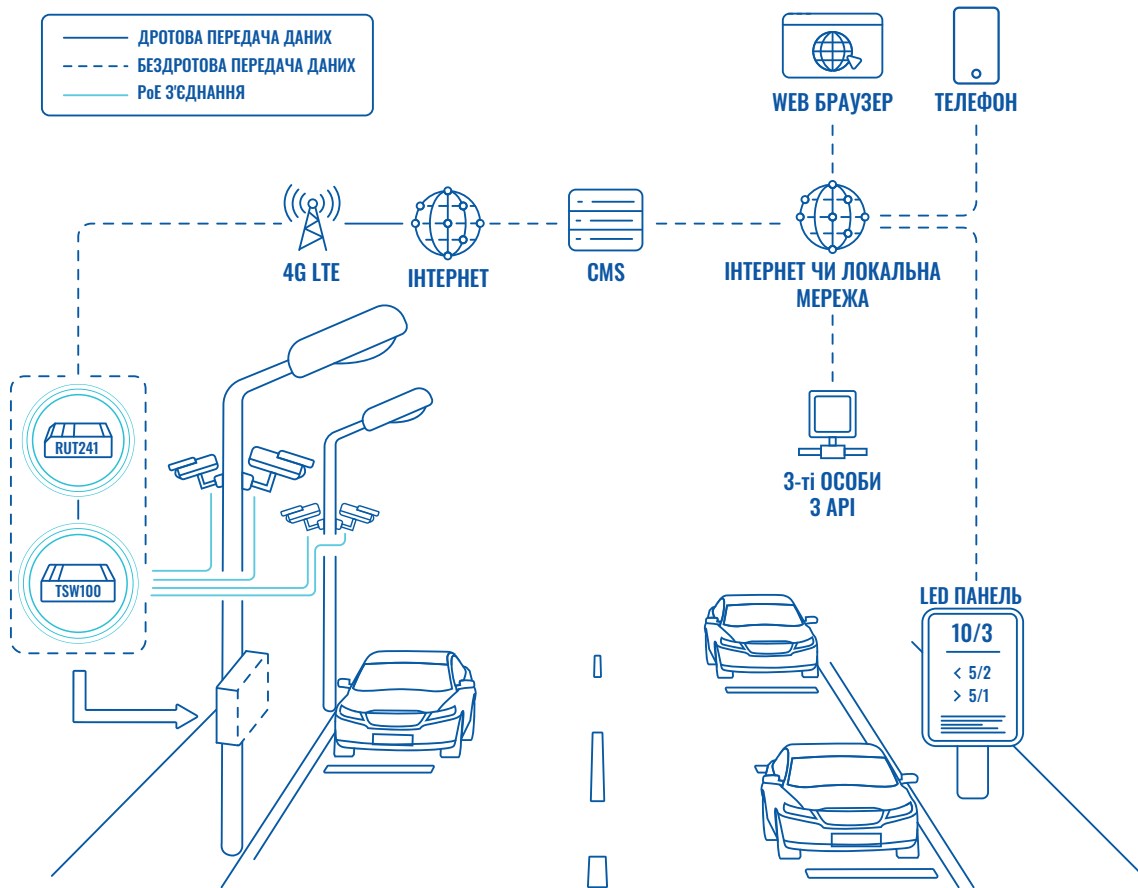 ДРОТОВА ПЕРЕДАЧА ДАНИХ
БЕЗДРОТОВА ПЕРЕДАЧА ДАНИХ
PoE З'ЄДНАННЯ
WEB БРАУЗЕР
ТЕЛЕФОН
4G LTE
ІНТЕРНЕТ
CMS
ІНТЕРНЕТ ЧИ ЛОКАЛЬНА
МЕРЕЖА
RUT241
3-ті ОСОБИ
З API
TSW100
LED ПАНЕЛЬ
10/3
< 5/2
> 5/1